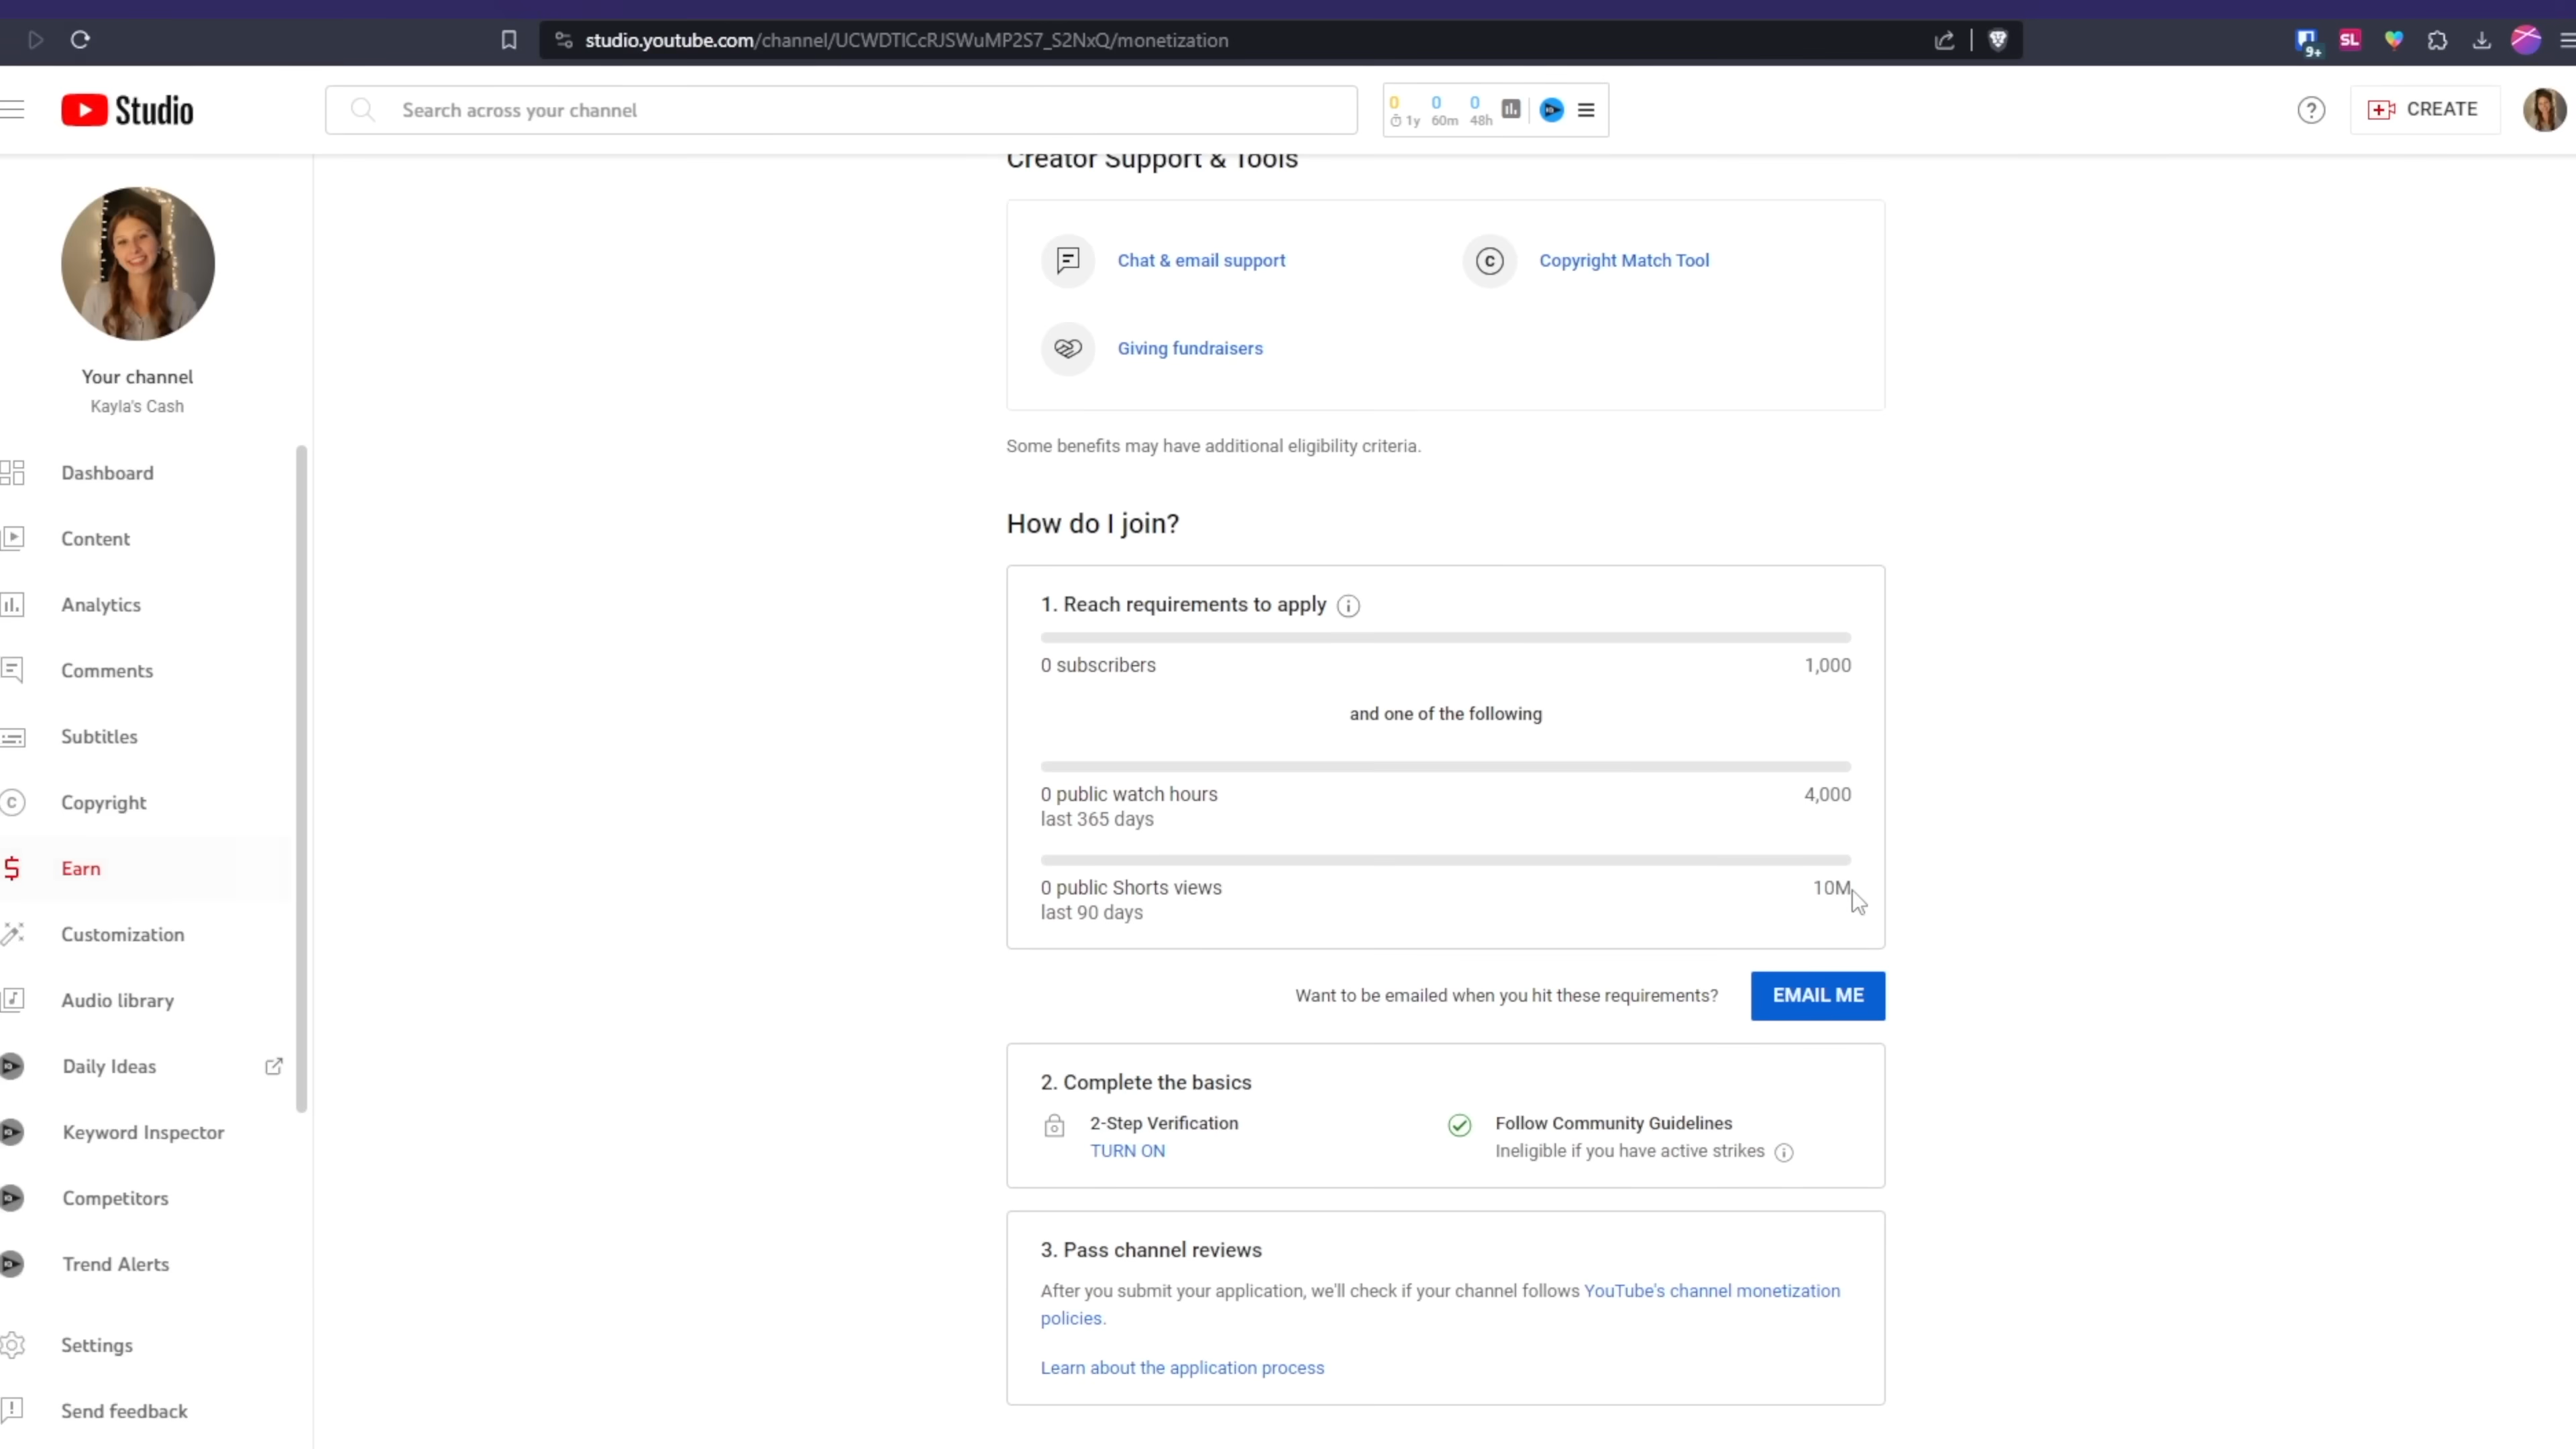 studio.youtube.com/channel/UCWDTlCcRJSWuMP2S7_S2NxQ/monetization
9+
SL
Studio
Search across your channel
0 0 0
1y 60m 48h
CREATE
Creator Support & Tools
Chat & email support
Copyright Match Tool
Giving fundraisers
Your channel
Kayla's Cash
Some benefits may have additional eligibility criteria.
Dashboard
Content
Analytics
Comments
Subtitles
Copyright
Earn
Customization
Audio library
Daily Ideas
Keyword Inspector
Competitors
Trend Alerts
Settings
Send feedback
How do I join?
1. Reach requirements to apply
0 subscribers 1,000
and one of the following
0 public watch hours 4,000
last 365 days
0 public Shorts views 10M
last 90 days
Want to be emailed when you hit these requirements? EMAIL ME
2. Complete the basics
2-Step Verification
TURN ON
Follow Community Guidelines
Ineligible if you have active strikes
3. Pass channel reviews
After you submit your application, we'll check if your channel follows YouTube's channel monetization
policies.
Learn about the application process